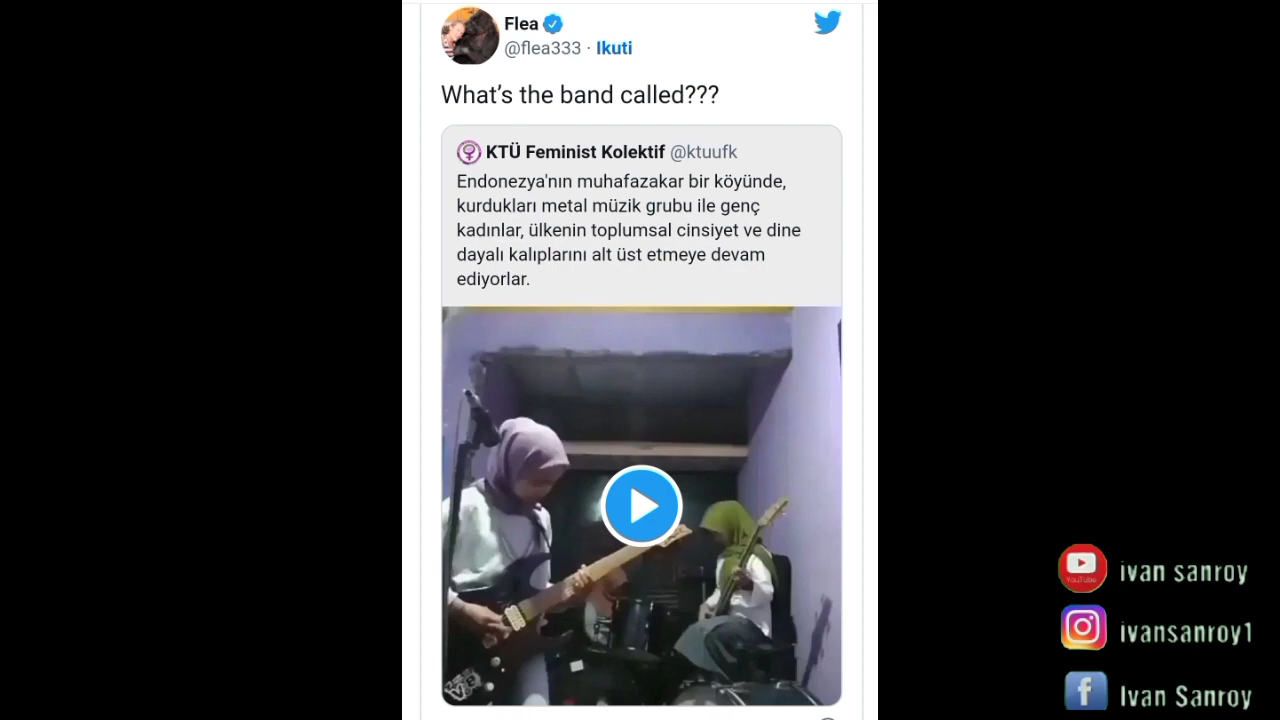 Flea
@flea333 · Ikuti
What's the band called???
KTÜ Feminist Kolektif @ktuufk
Endonezya'nın muhafazakar bir köyünde,
kurdukları metal müzik grubu ile genç
kadınlar, ülkenin toplumsal cinsiyet ve dine
dayalı kalıplarını alt üst etmeye devam
ediyorlar.
YouTube
ivan sanroy
ivansanroy1
Ivan Sanroy